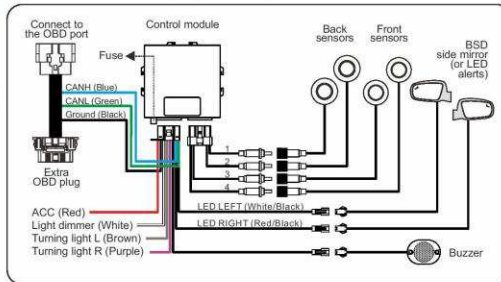 Connect to
the OBD port
Control module
Back
sensors
Front
sensors
BSD
side mirror
(or LED
alerts)
Fuse
CANH (Blue)
CANL (Green)
Ground (Black)
Extra
OBD plug
1
2
3
4
ACC (Red)
Light dimmer (White)
Turning light L (Brown)
Turning light R (Purple)
LED LEFT (White/Black)
LED RIGHT (Red/Black)
Buzzer